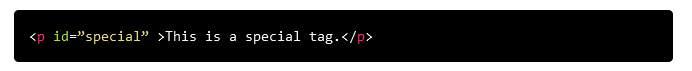 <p id=”special” >This is a special tag.</p>